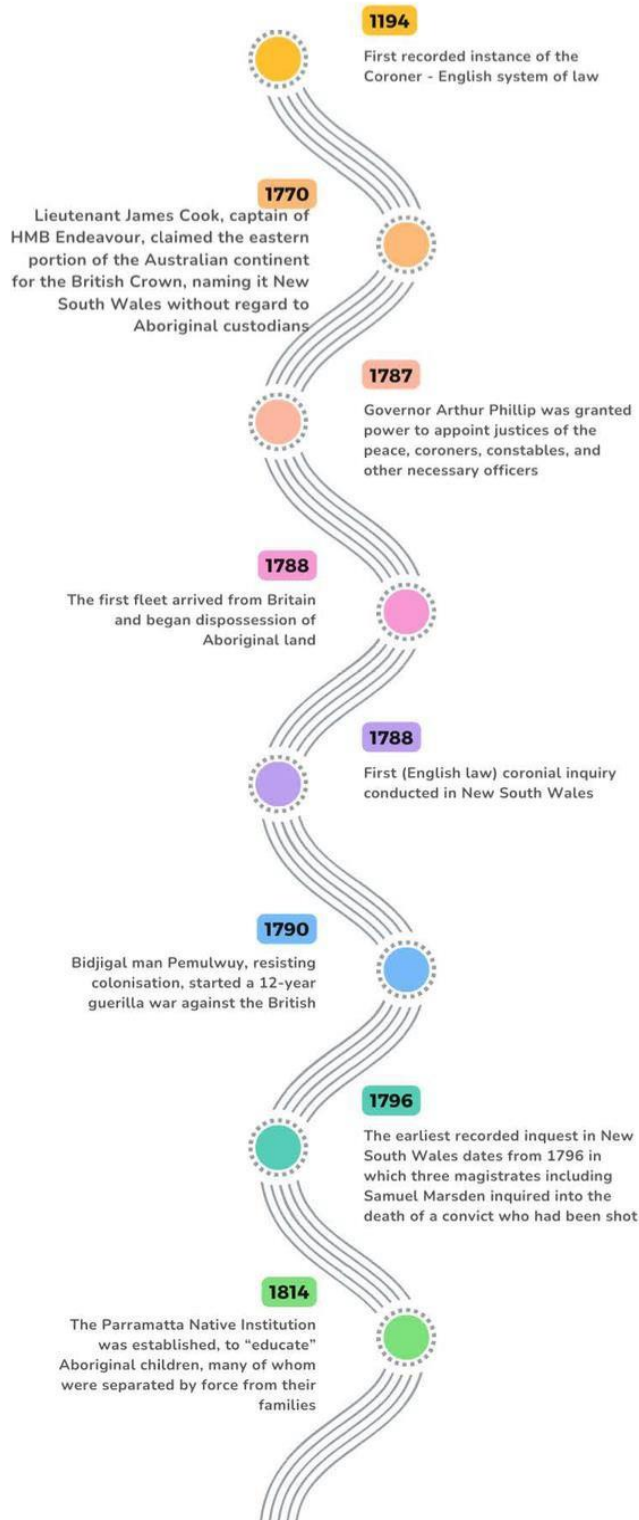 1194
First recorded instance of the
Coroner - English system of law
1770
Lieutenant James Cook, captain of
HMB Endeavour, claimed the eastern
portion of the Australian continent
for the British Crown, naming it New
South Wales without regard to
Aboriginal custodians
1787
Governor Arthur Phillip was granted
power to appoint justices of the
peace, coroners, constables, and
other necessary officers
1788
The first fleet arrived from Britain
and began dispossession of
Aboriginal land
1788
First (English law) coronial inquiry
conducted in New South Wales
1790
Bidjigal man Pemulwuy, resisting
colonisation, started a 12-year
guerilla war against the British
1796
The earliest recorded inquest in New
South Wales dates from 1796 in
which three magistrates including
Samuel Marsden inquired into the
death of a convict who had been shot
1814
The Parramatta Native Institution
was established, to “educate”
Aboriginal children, many of whom
were separated by force from their
families